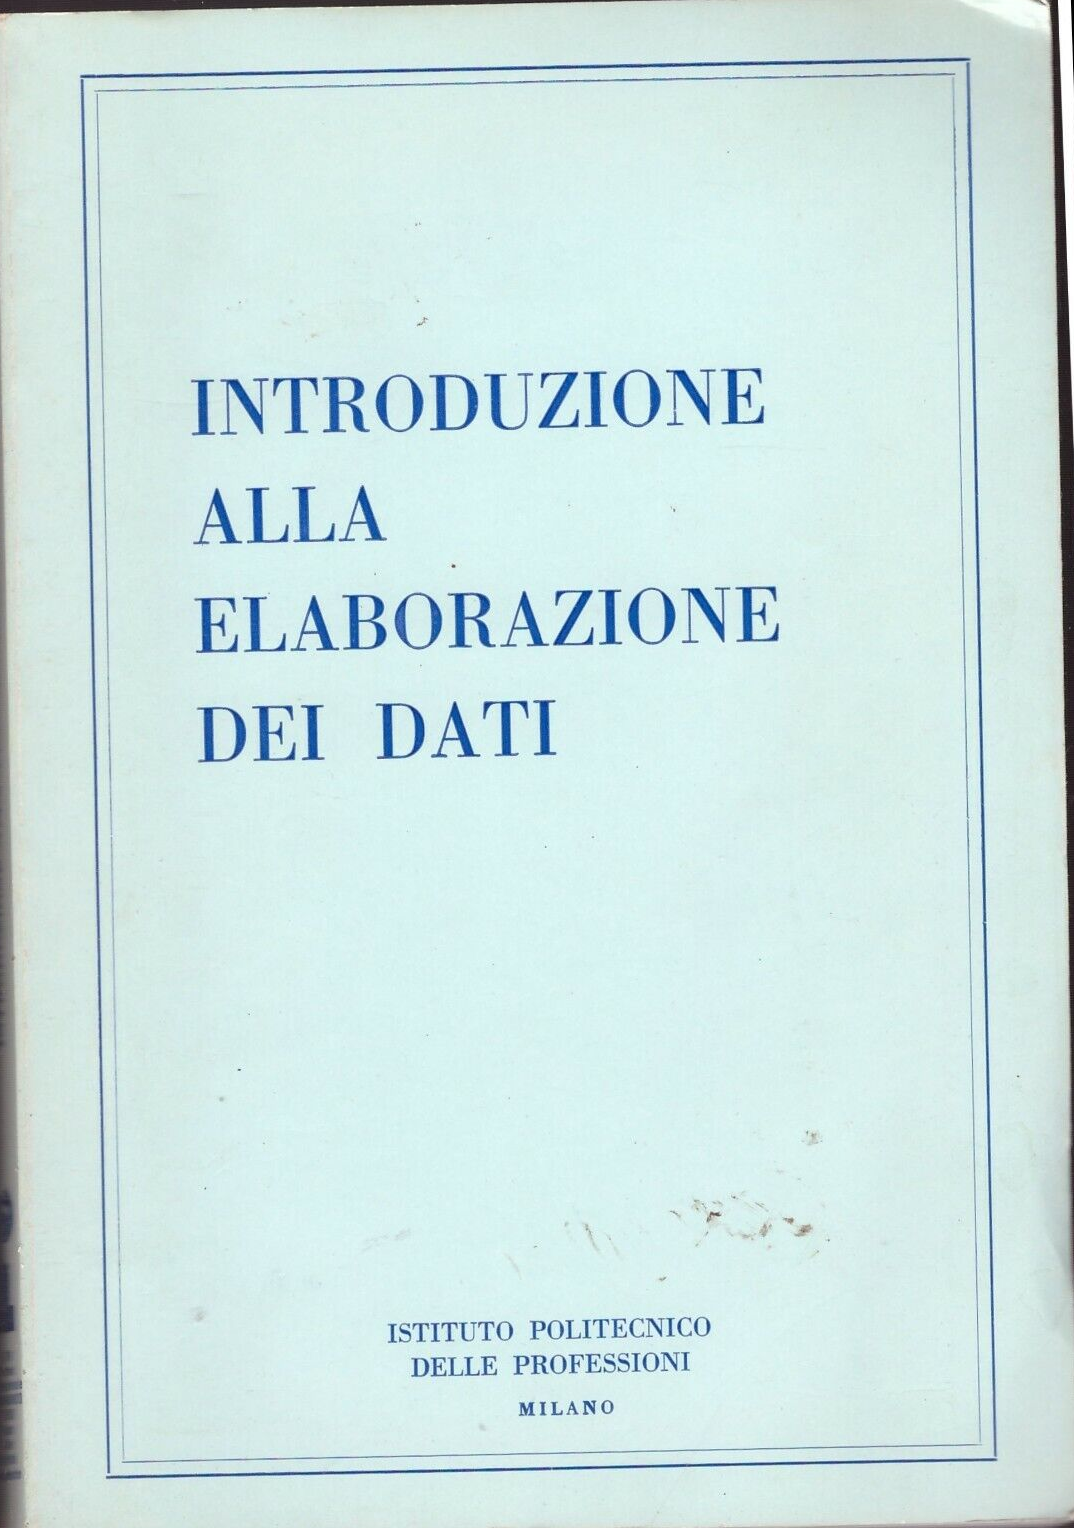 INTRODUZIONE
ALLA
ELABORAZIONE
DEI DATI
ISTITUTO POLITECNICO
DELLE PROFESSIONI
MILANO